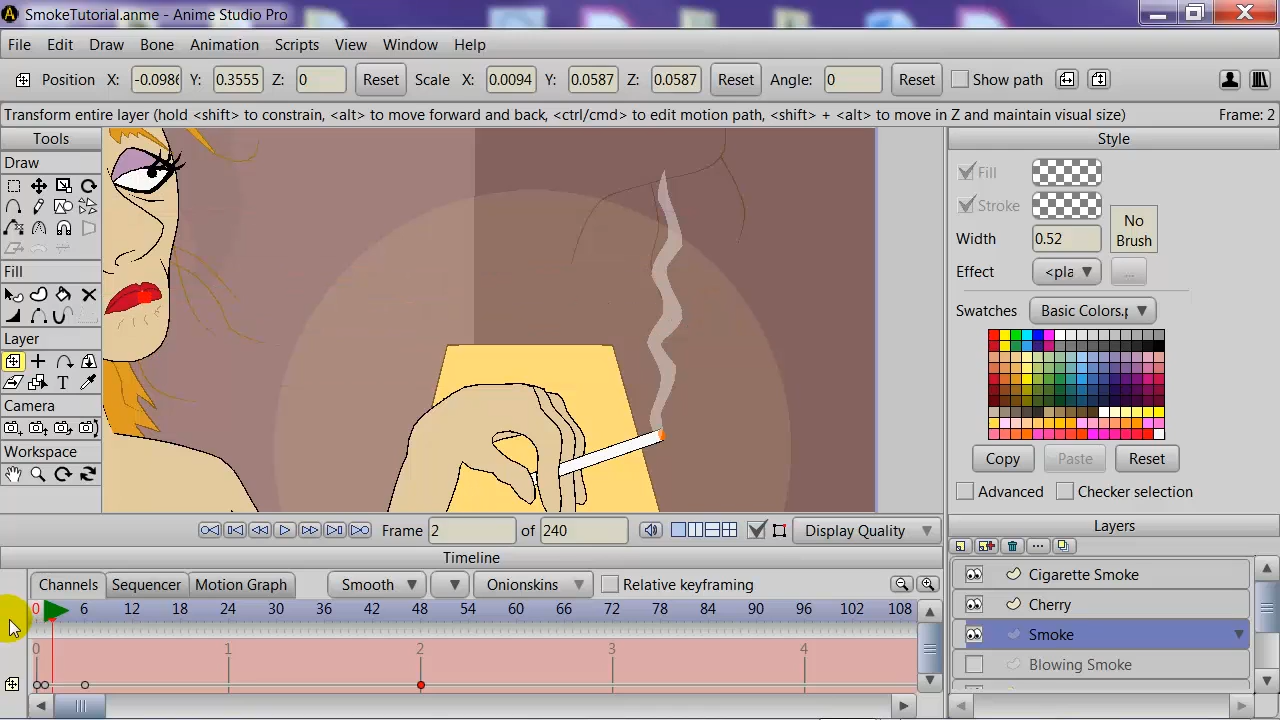 SmokeTutorial.anme - Anime Studio Pro
File Edit Draw Bone Animation Scripts View Window Help
Position X: -0.0986 Y: 0.3555 Z: 0 Reset Scale X: 0.0094 Y: 0.0587 Z: 0.0587 Reset Angle: 0 Reset Show path
Transform entire layer (hold <shift> to constrain, <alt> to move forward and back, <ctrl/cmd> to edit motion path, <shift> + <alt> to move in Z and maintain visual size) Frame: 2
Tools
Draw
Fill
Layer
Camera
Workspace
Style
Fill
Stroke
No Brush
Width 0.52
Effect <pla ...
Swatches Basic Colors.p
Copy Paste Reset
Advanced Checker selection
Layers
Cigarette Smoke
Cherry
Smoke
Blowing Smoke
Frame 2 of 240 Display Quality
Timeline
Channels Sequencer Motion Graph Smooth Onionskins Relative keyframing
0 6 12 18 24 30 36 42 48 54 60 66 72 78 84 90 96 102 108
0 1 2 3 4